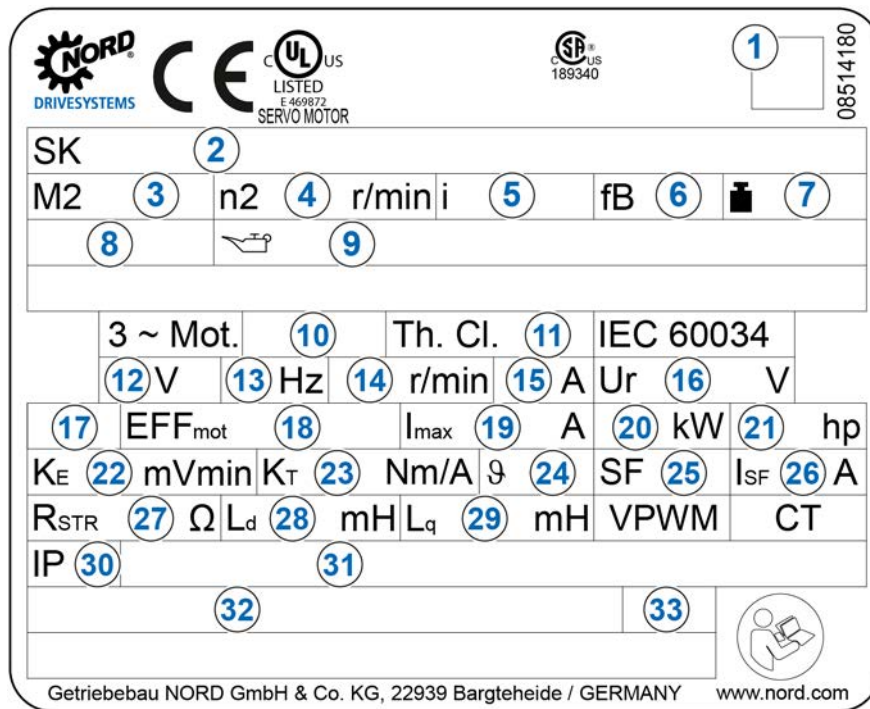 NORD®
DRIVESYSTEMS
CE
C UL US
LISTED
E 469872
SERVO MOTOR
C SA ® US
189340
1
08514180
SK 2
M2 3 n2 4 r/min i 5 fB 6 7
8 9
3 ~ Mot. 10 Th. Cl. 11 IEC 60034
12 V 13 Hz 14 r/min 15 A Ur 16 V
17 EFFmot 18 Imax 19 A 20 kW 21 hp
KE 22 mVmin KT 23 Nm/A ϑ 24 SF 25 ISF 26 A
RSTR 27 Ω Ld 28 mH Lq 29 mH VPWM CT
IP 30 31
32 33
Getriebebau NORD GmbH & Co. KG, 22939 Bargteheide / GERMANY www.nord.com